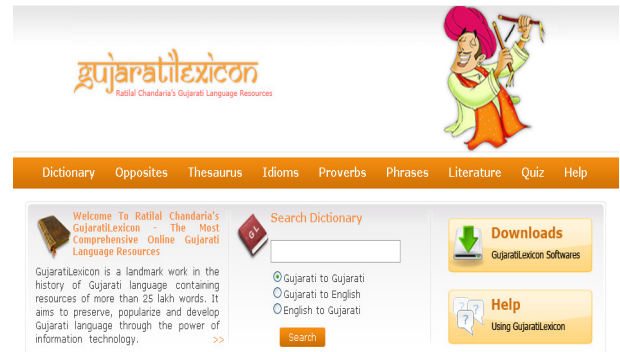 gujaratilexicon
Ratilal Chandaria's Gujarati Language Resources
Dictionary Opposites Thesaurus Idioms Proverbs Phrases Literature Quiz Help
Welcome To Ratilal Chandaria's
GujaratiLexicon - The Most
Comprehensive Online Gujarati
Language Resources
GujaratiLexicon is a landmark work in the
history of Gujarati language containing
resources of more than 25 lakh words. It
aims to preserve, popularize and develop
Gujarati language through the power of
information technology. >>
GL
Search Dictionary
Gujarati to Gujarati
Gujarati to English
English to Gujarati
Search
Downloads
GujaratiLexicon Softwares
Help
Using GujaratiLexicon